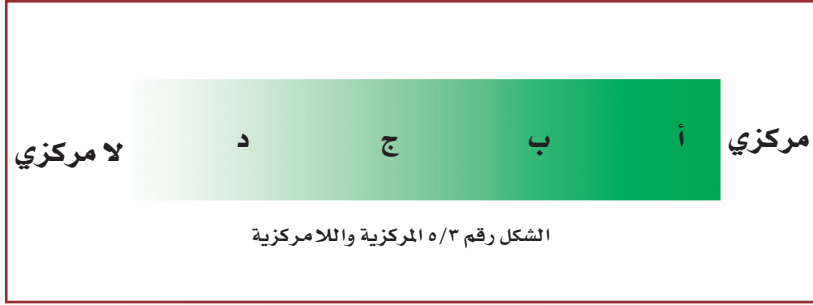 مركزي أ ب ج د لا مركزي
الشكل رقم ٥/٣ المركزية واللامركزية